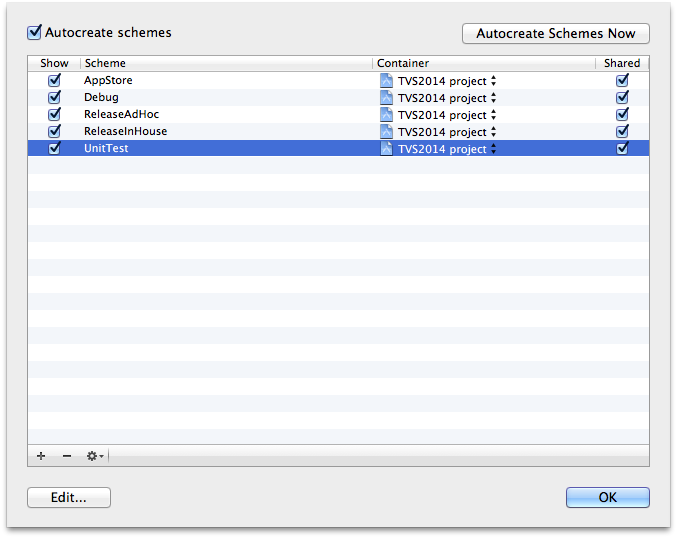 Autocreate schemes
Autocreate Schemes Now
Show Scheme Container Shared
AppStore TVS2014 project
Debug TVS2014 project
ReleaseAdHoc TVS2014 project
ReleaseInHouse TVS2014 project
UnitTest TVS2014 project
Edit... OK